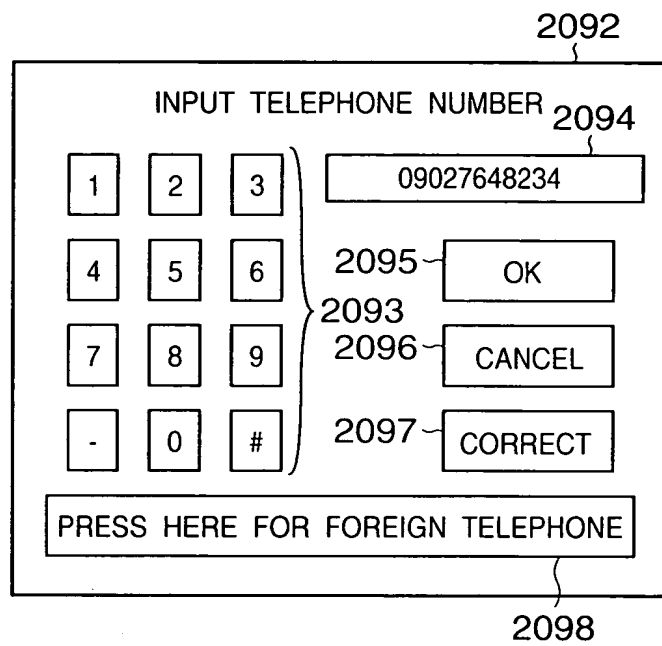 2092
INPUT TELEPHONE NUMBER
2094
1 2 3
09027648234
4 5 6
2095
OK
2093
7 8 9
2096
CANCEL
- 0 #
2097
CORRECT
PRESS HERE FOR FOREIGN TELEPHONE
2098